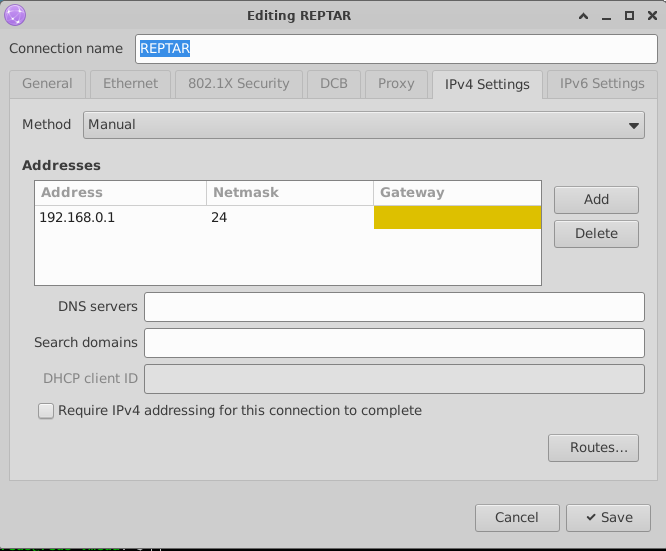 Editing REPTAR
Connection name REPTAR
General Ethernet 802.1X Security DCB Proxy IPv4 Settings IPv6 Settings
Method Manual
Addresses
Address Netmask Gateway
192.168.0.1 24
Add
Delete
DNS servers
Search domains
DHCP client ID
Require IPv4 addressing for this connection to complete
Routes...
Cancel Save